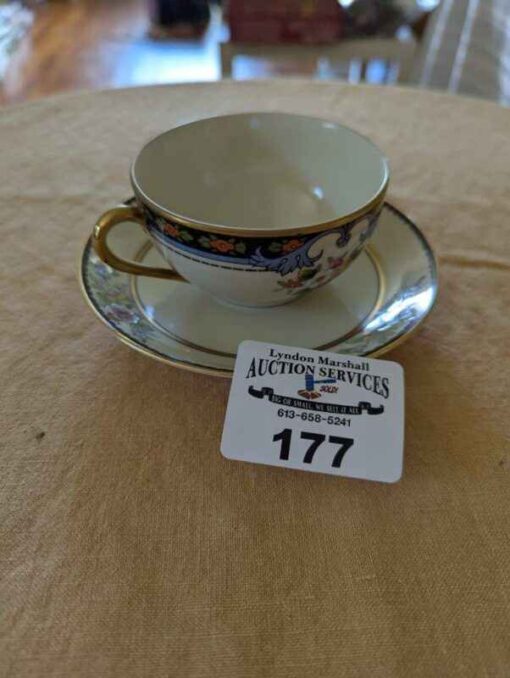 Lyndon Marshall
AUCTION SERVICES
SOLD!
BIG OR SMALL, WE SELL IT ALL
613-658-5241
177